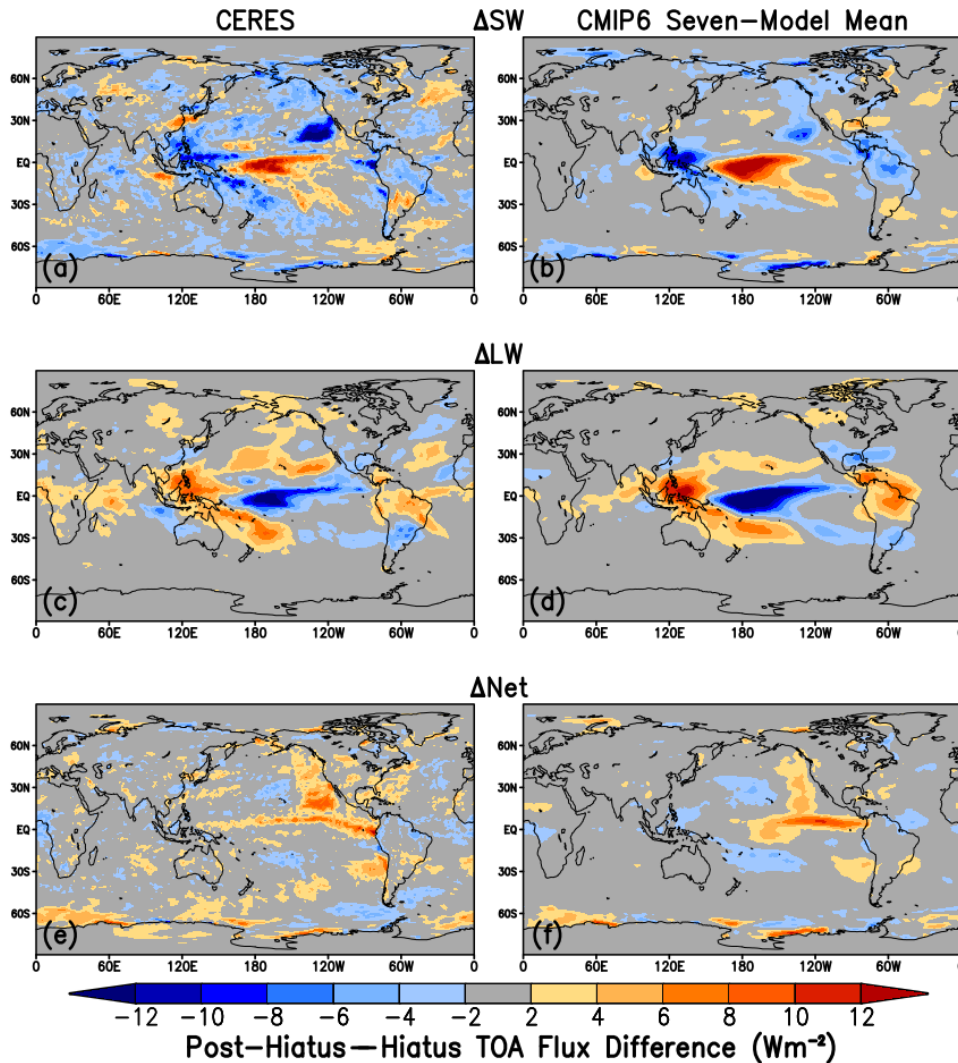 CERES ΔSW CMIP6 Seven-Model Mean
60N
30N
EQ
30S
60S
(a)
0 60E 120E 180 120W 60W 0
60N
30N
EQ
30S
60S
(b)
0 60E 120E 180 120W 60W 0
ΔLW
60N
30N
EQ
30S
60S
(c)
0 60E 120E 180 120W 60W 0
60N
30N
EQ
30S
60S
(d)
0 60E 120E 180 120W 60W 0
ΔNet
60N
30N
EQ
30S
60S
(e)
0 60E 120E 180 120W 60W 0
60N
30N
EQ
30S
60S
(f)
0 60E 120E 180 120W 60W 0
−12 −10 −8 −6 −4 −2 2 4 6 8 10 12
Post-Hiatus—Hiatus TOA Flux Difference (Wm⁻²)